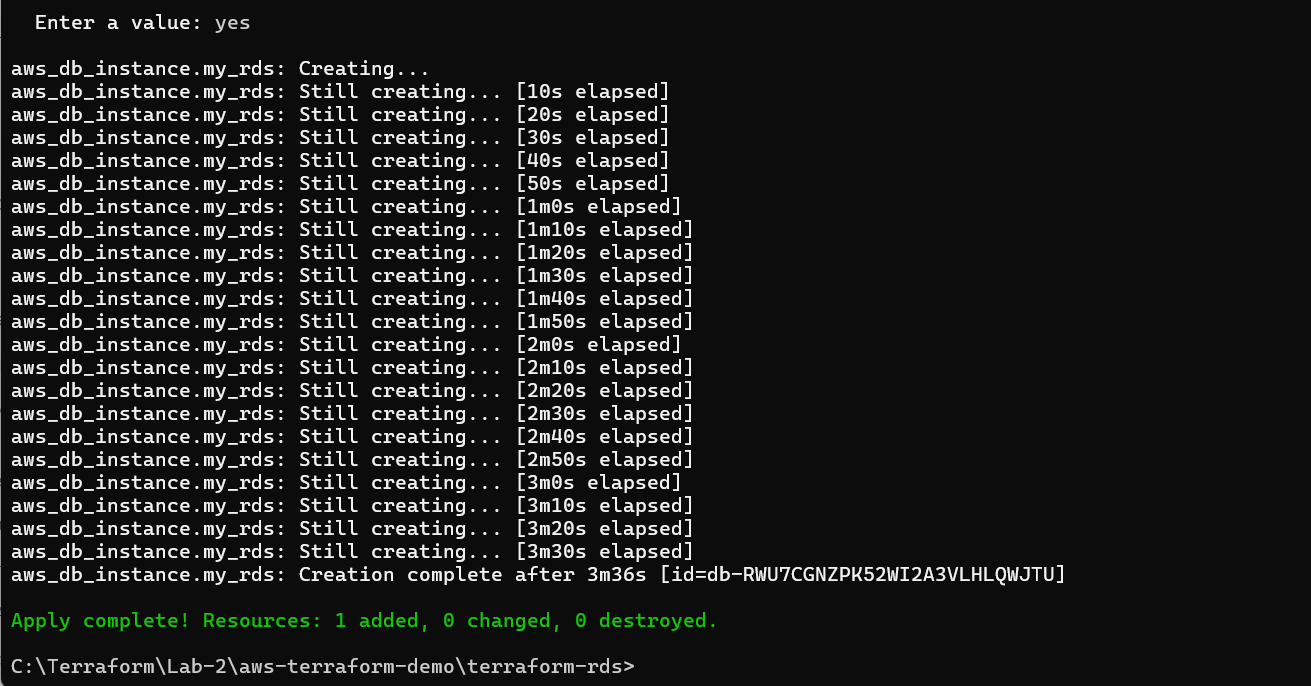 Enter a value: yes
aws_db_instance.my_rds: Creating...
aws_db_instance.my_rds: Still creating... [10s elapsed]
aws_db_instance.my_rds: Still creating... [20s elapsed]
aws_db_instance.my_rds: Still creating... [30s elapsed]
aws_db_instance.my_rds: Still creating... [40s elapsed]
aws_db_instance.my_rds: Still creating... [50s elapsed]
aws_db_instance.my_rds: Still creating... [1m0s elapsed]
aws_db_instance.my_rds: Still creating... [1m10s elapsed]
aws_db_instance.my_rds: Still creating... [1m20s elapsed]
aws_db_instance.my_rds: Still creating... [1m30s elapsed]
aws_db_instance.my_rds: Still creating... [1m40s elapsed]
aws_db_instance.my_rds: Still creating... [1m50s elapsed]
aws_db_instance.my_rds: Still creating... [2m0s elapsed]
aws_db_instance.my_rds: Still creating... [2m10s elapsed]
aws_db_instance.my_rds: Still creating... [2m20s elapsed]
aws_db_instance.my_rds: Still creating... [2m30s elapsed]
aws_db_instance.my_rds: Still creating... [2m40s elapsed]
aws_db_instance.my_rds: Still creating... [2m50s elapsed]
aws_db_instance.my_rds: Still creating... [3m0s elapsed]
aws_db_instance.my_rds: Still creating... [3m10s elapsed]
aws_db_instance.my_rds: Still creating... [3m20s elapsed]
aws_db_instance.my_rds: Still creating... [3m30s elapsed]
aws_db_instance.my_rds: Creation complete after 3m36s [id=db-RWU7CGNZPK52WI2A3VLHLQWJTU]
Apply complete! Resources: 1 added, 0 changed, 0 destroyed.
C:\Terraform\Lab-2\aws-terraform-demo\terraform-rds>